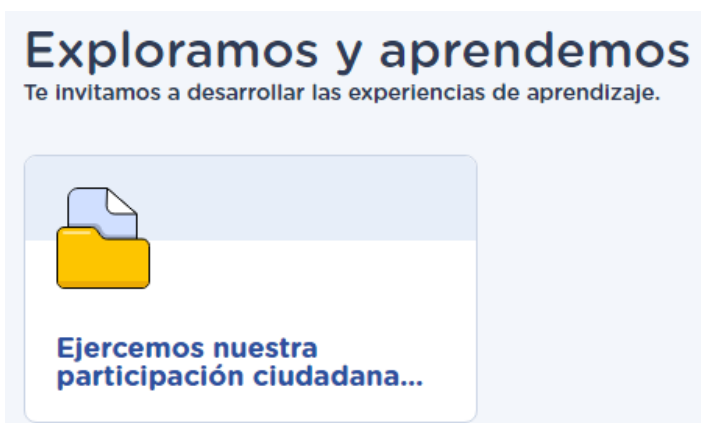 Exploramos y aprendemos
Te invitamos a desarrollar las experiencias de aprendizaje.
Ejercemos nuestra
participación ciudadana...